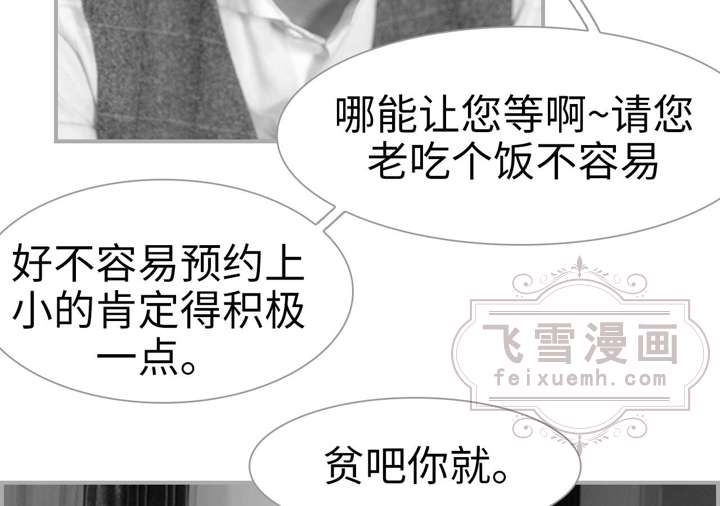 哪能让您等啊~请您
老吃个饭不容易
好不容易预约上
小的肯定得积极
一点。
飞雪漫画
feixuemh.com
贫吧你就。